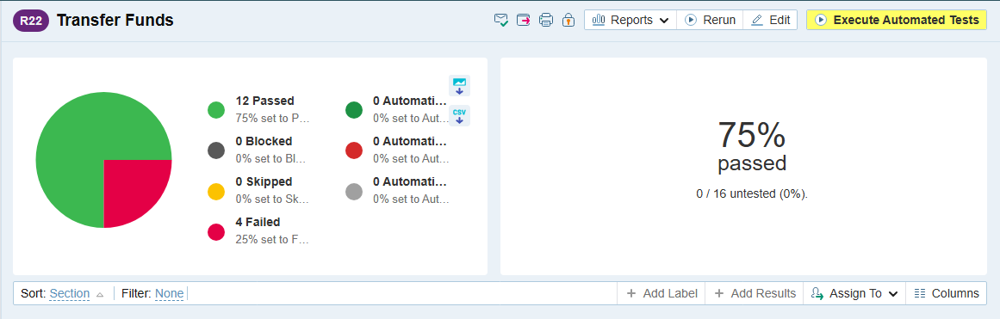 R22 Transfer Funds
Reports Rerun Edit Execute Automated Tests
12 Passed
75% set to P...
0 Blocked
0% set to Bl...
0 Skipped
0% set to Sk...
4 Failed
25% set to F...
0 Automati...
0% set to Aut...
0 Automati...
0% set to Aut...
0 Automati...
0% set to Aut...
CSV
75%
passed
0 / 16 untested (0%).
Sort: Section Filter: None + Add Label + Add Results Assign To Columns